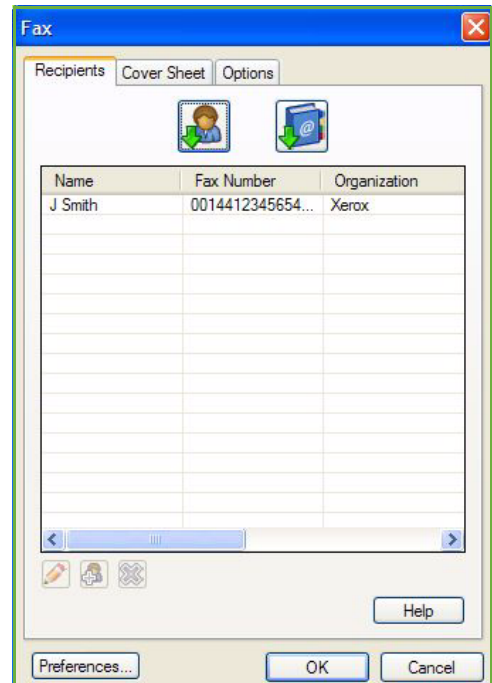 Fax
Recipients Cover Sheet Options
@
Name Fax Number Organization
J Smith 0014412345654... Xerox
Help
Preferences... OK Cancel